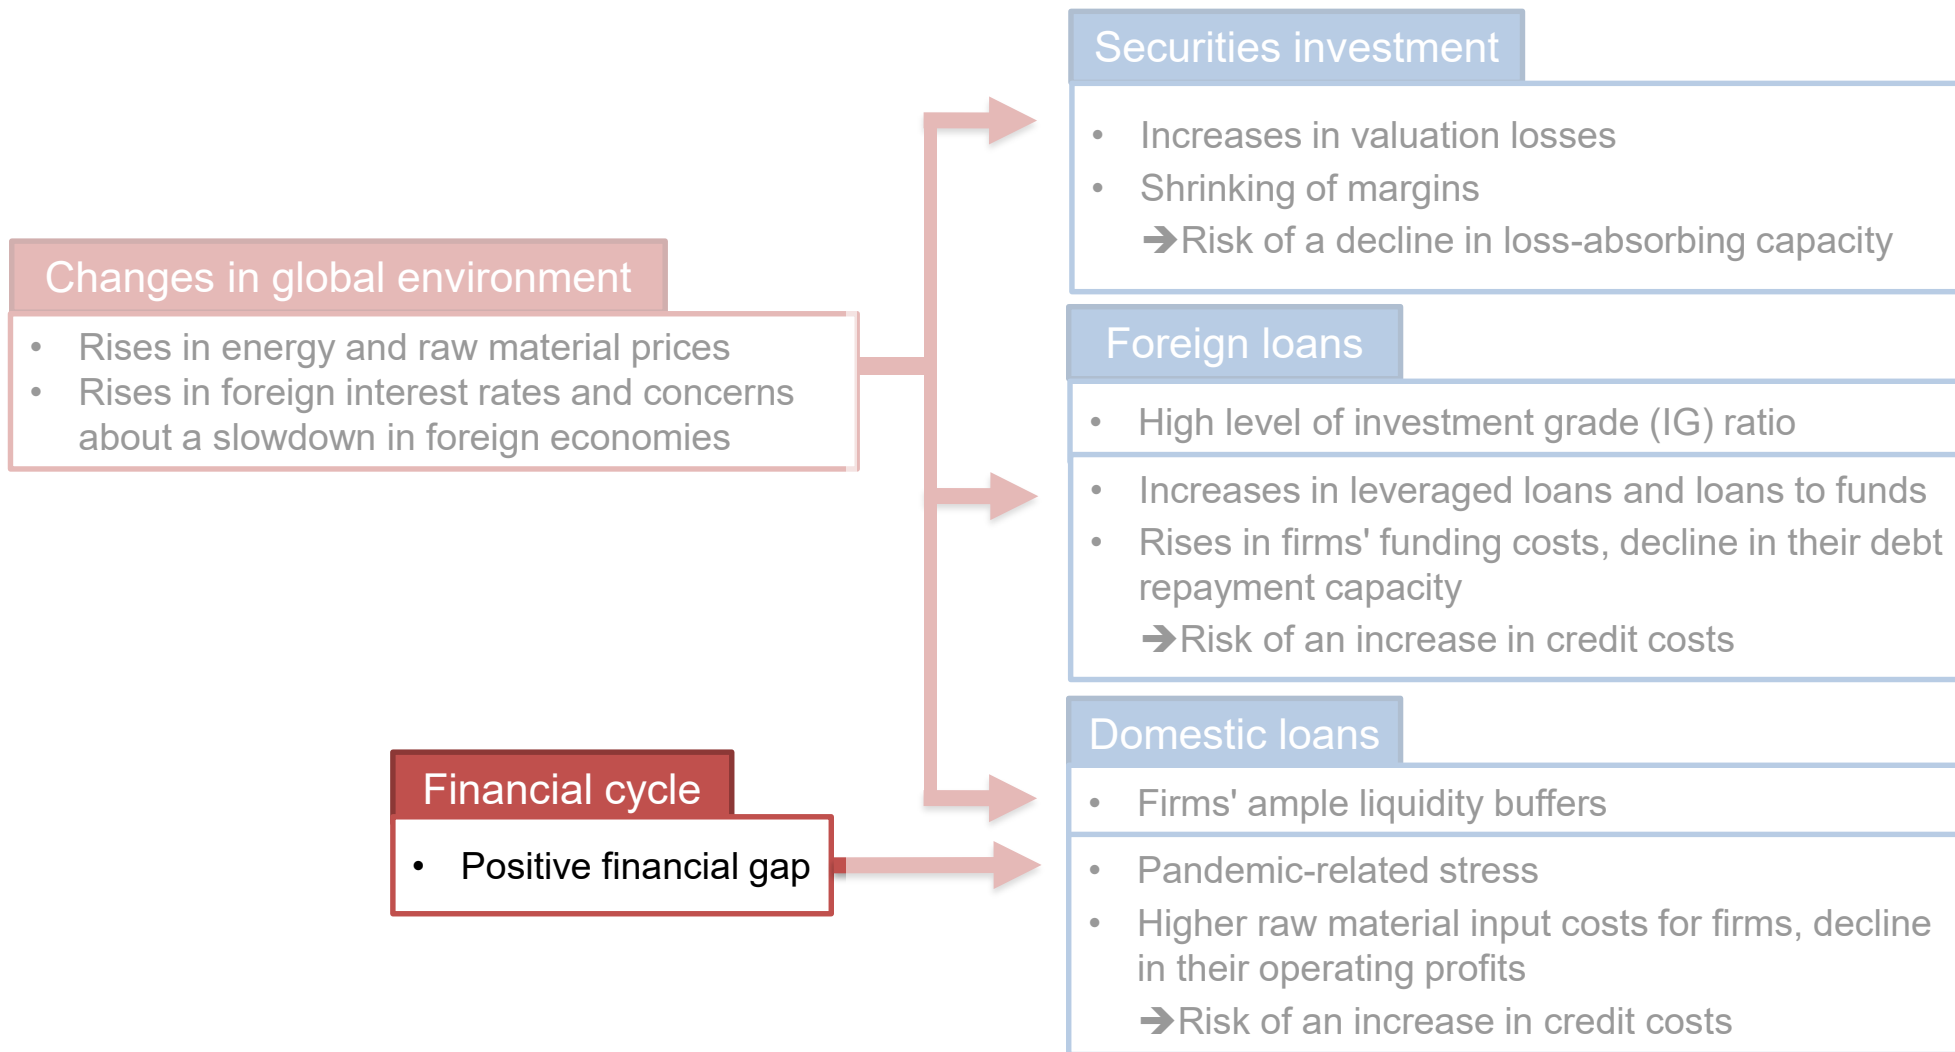 Changes in global environment
• Rises in energy and raw material prices
• Rises in foreign interest rates and concerns
about a slowdown in foreign economies
Financial cycle
• Positive financial gap
Securities investment
• Increases in valuation losses
• Shrinking of margins
➔Risk of a decline in loss-absorbing capacity
Foreign loans
• High level of investment grade (IG) ratio
• Increases in leveraged loans and loans to funds
• Rises in firms' funding costs, decline in their debt
repayment capacity
➔Risk of an increase in credit costs
Domestic loans
• Firms' ample liquidity buffers
• Pandemic-related stress
• Higher raw material input costs for firms, decline
in their operating profits
➔Risk of an increase in credit costs